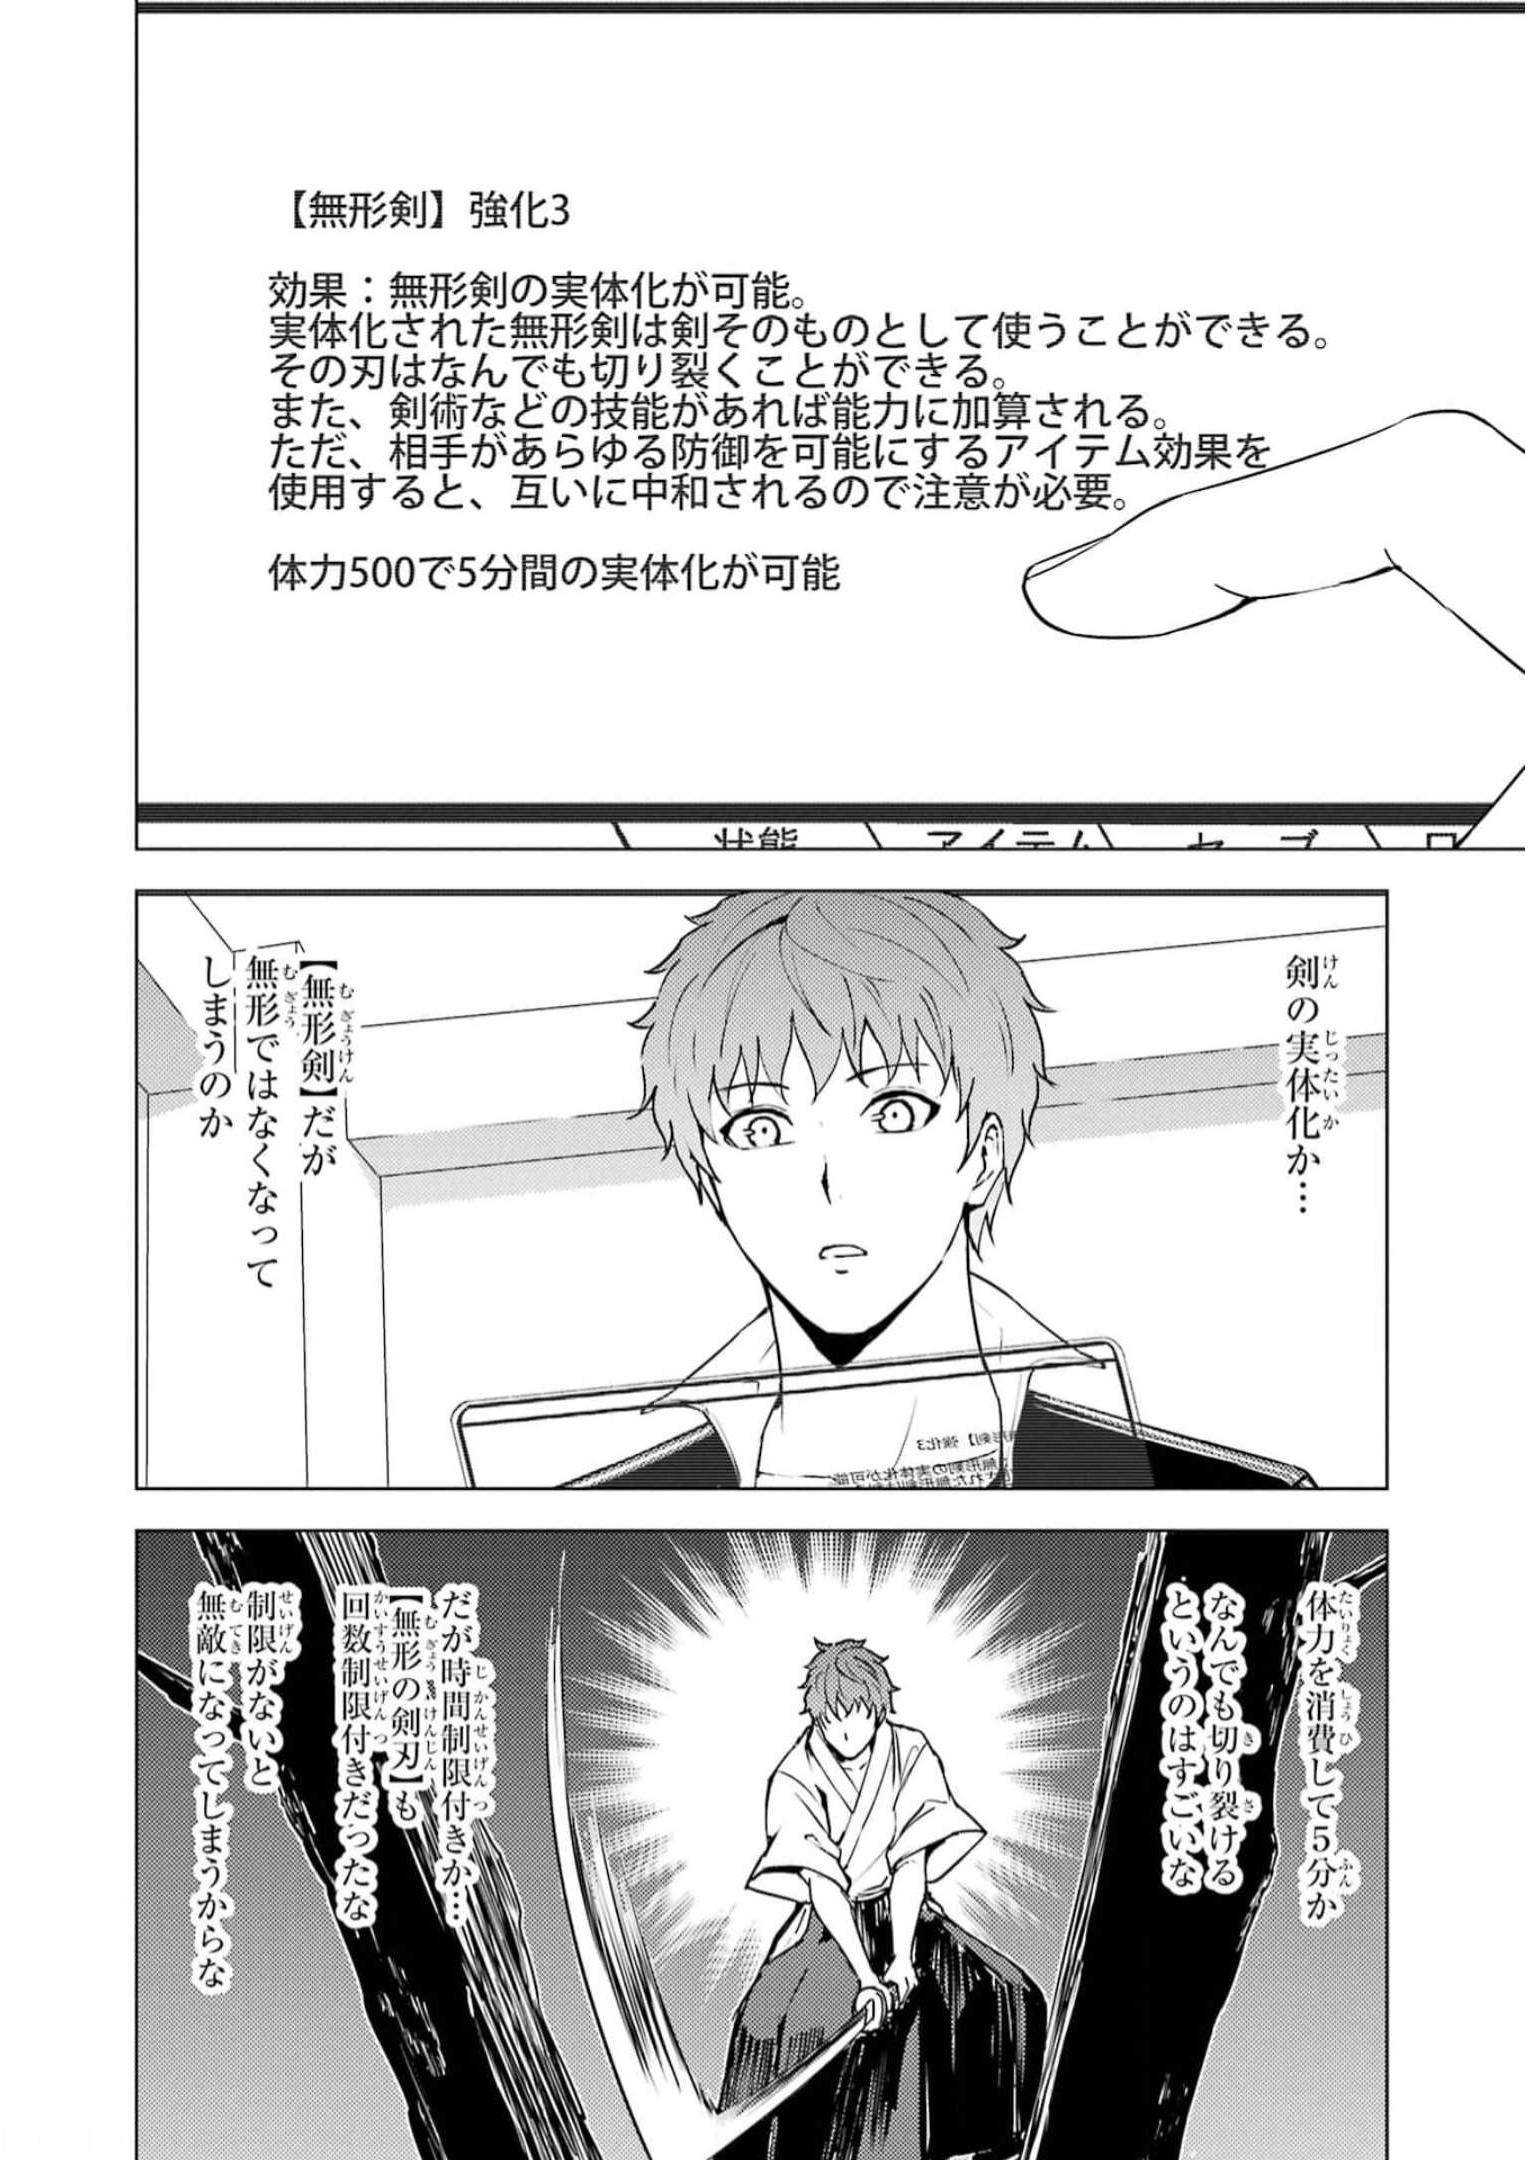 【無形剣】強化3
効果：無形剣の実体化が可能。
実体化された無形剣は剣そのものとして使うことができる。
その刃はなんでも切り裂くことができる。
また、剣術などの技能があれば能力に加算される。
ただ、相手があらゆる防御を可能にするアイテム効果を
使用すると、互いに中和されるので注意が必要。
体力500で5分間の実体化が可能
状態
アイテム
セーブ
ロ
剣の実体化か…
【無形剣】だが
無形ではなくなって
しまうのか
強化3
体力を消費して5分か
なんでも切り裂ける
というのはすごいな
だが時間制限付きか…
【無形の剣刃】も
回数制限付きだったな
制限がないと
無敵になってしまうからな